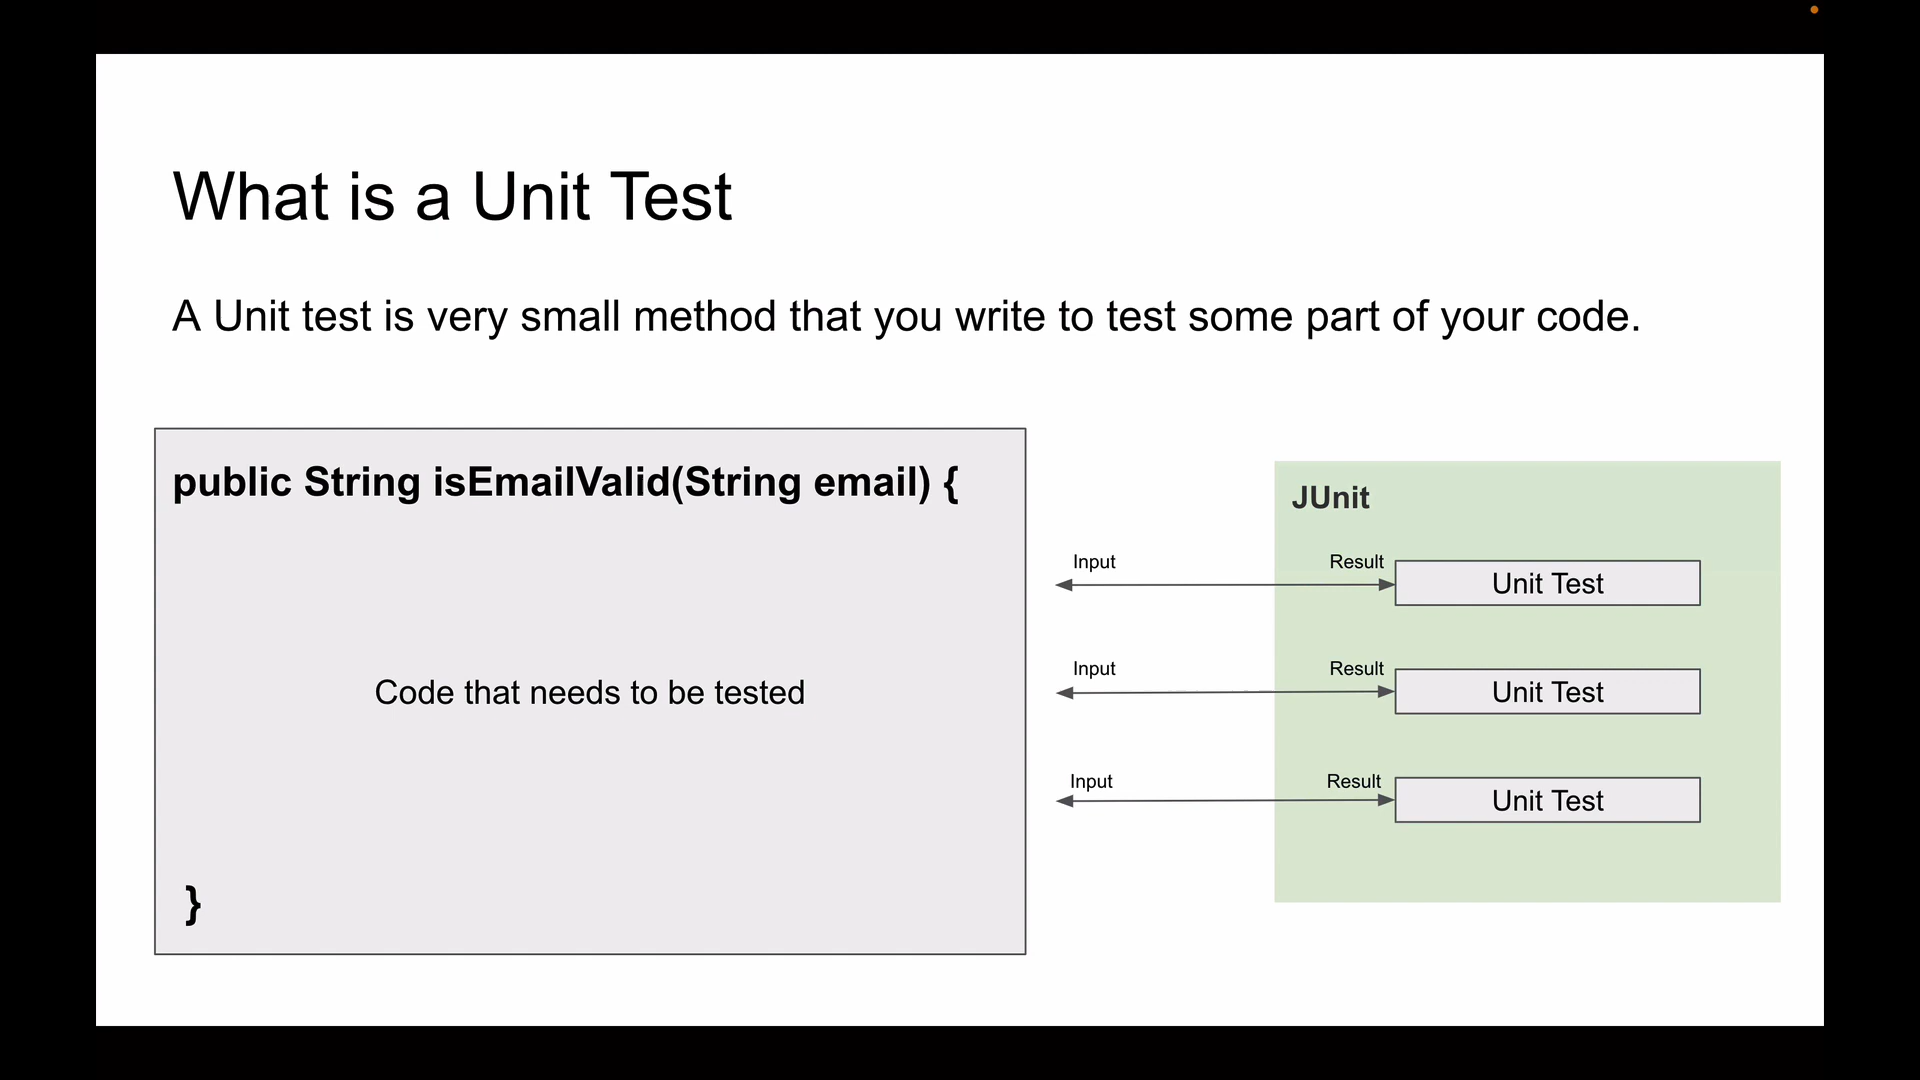 What is a Unit Test
A Unit test is very small method that you write to test some part of your code.
public String isEmailValid(String email) {
Code that needs to be tested
}
JUnit
Input
Result
Unit Test
Input
Result
Unit Test
Input
Result
Unit Test